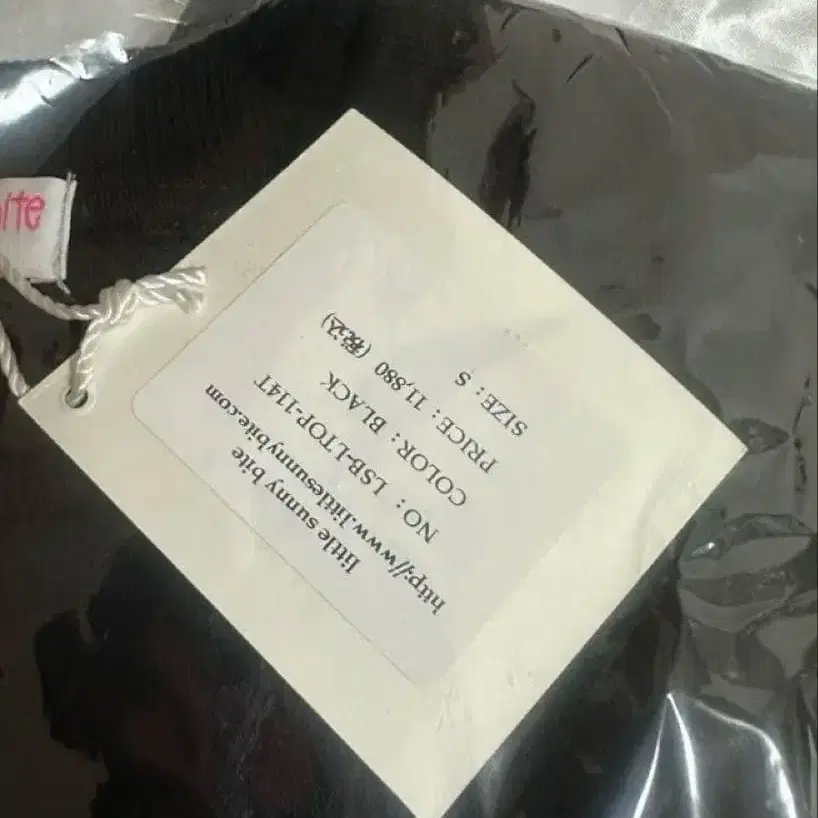 little sunny bite
http://www.littlesunnybite.com
NO : LSB-LTOP-114T
COLOR : BLACK
PRICE : 11,880 (税込)
SIZE : S